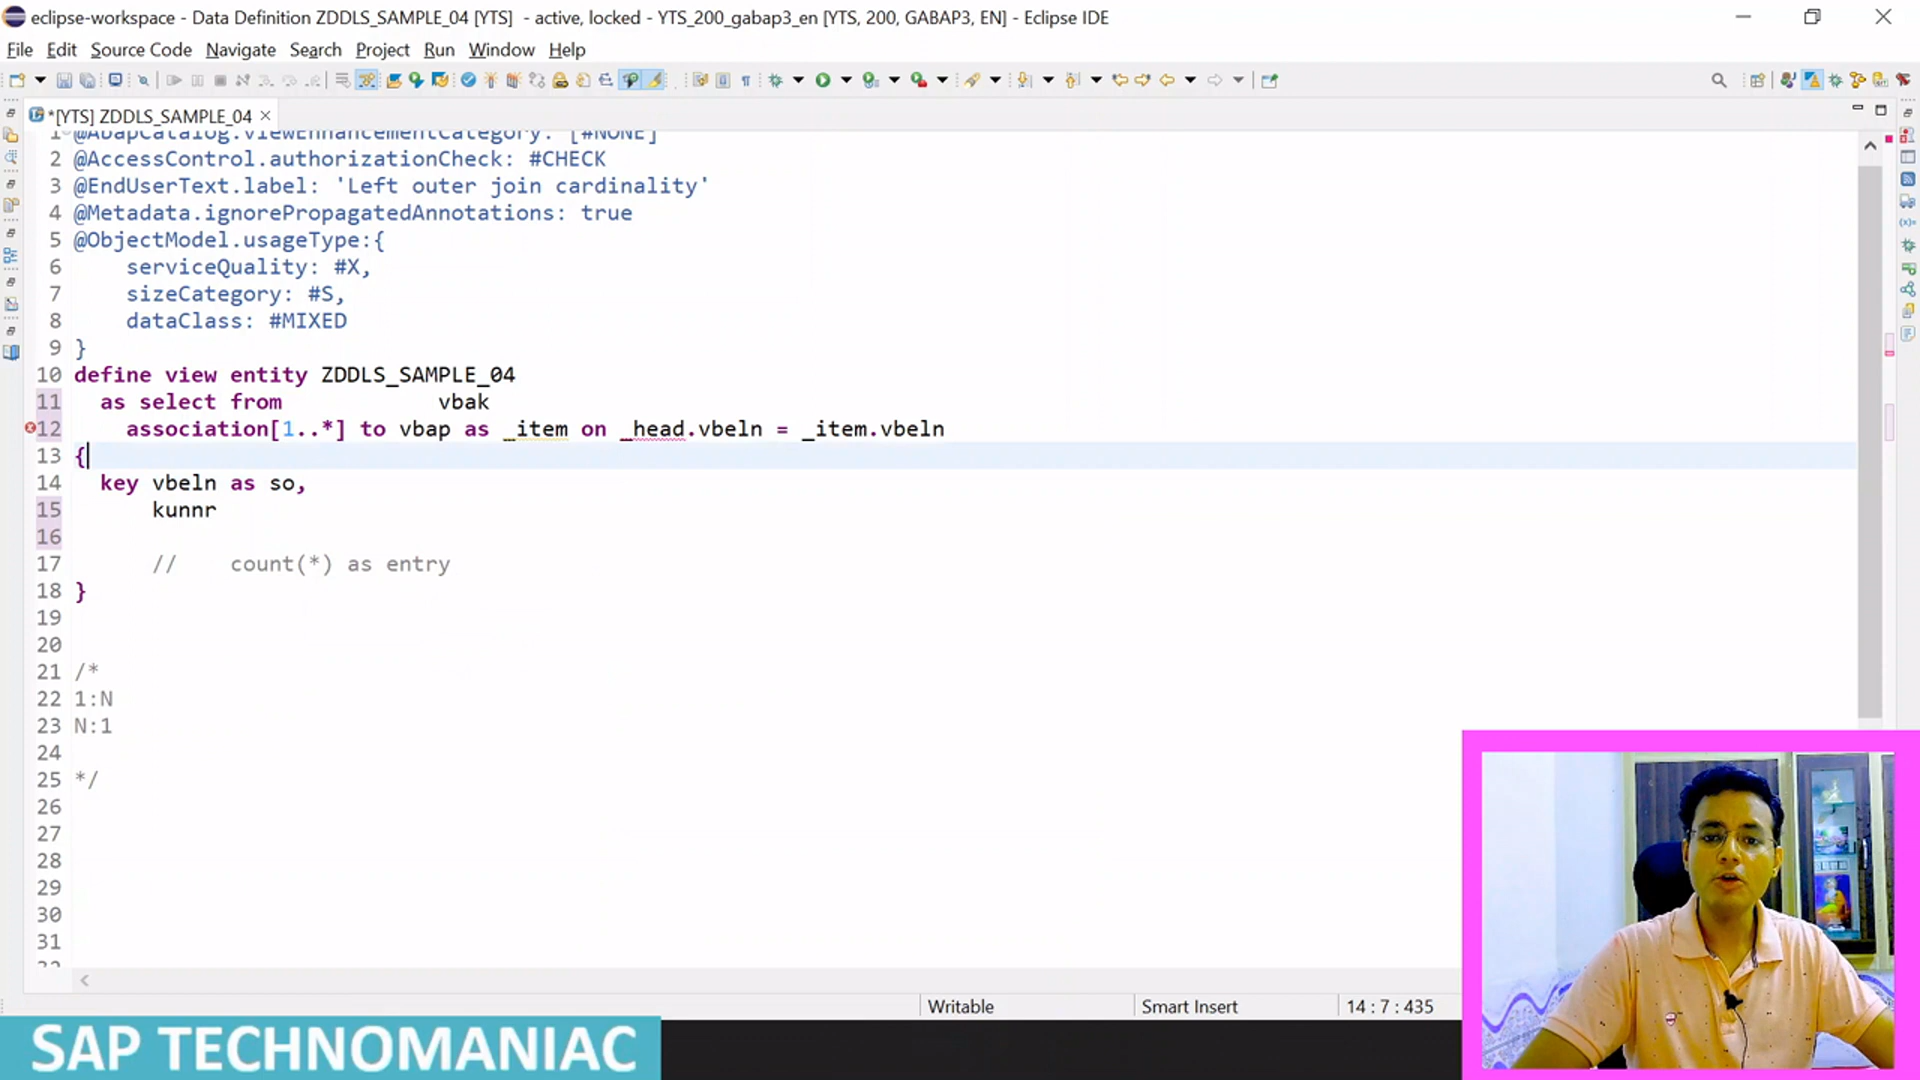 eclipse-workspace - Data Definition ZDDLS_SAMPLE_04 [YTS]  - active, locked - YTS_200_gabap3_en [YTS, 200, GABAP3, EN] - Eclipse IDE
File Edit Source Code Navigate Search Project Run Window Help
*[YTS] ZDDLS_SAMPLE_04
1 @AbapCatalog.viewEnhancementCategory: [#NONE]
2 @AccessControl.authorizationCheck: #CHECK
3 @EndUserText.label: 'Left outer join cardinality'
4 @Metadata.ignorePropagatedAnnotations: true
5 @ObjectModel.usageType:{
6     serviceQuality: #X,
7     sizeCategory: #S,
8     dataClass: #MIXED
9 }
10 define view entity ZDDLS_SAMPLE_04
11   as select from            vbak
12     association[1..*] to vbap as _item on _head.vbeln = _item.vbeln
13 {
14   key vbeln as so,
15       kunnr
16
17       //    count(*) as entry
18 }
19
20
21 /*
22 1:N
23 N:1
24
25 */
26
27
28
29
30
31
Writable Smart Insert 14 : 7 : 435
SAP TECHNOMANIAC